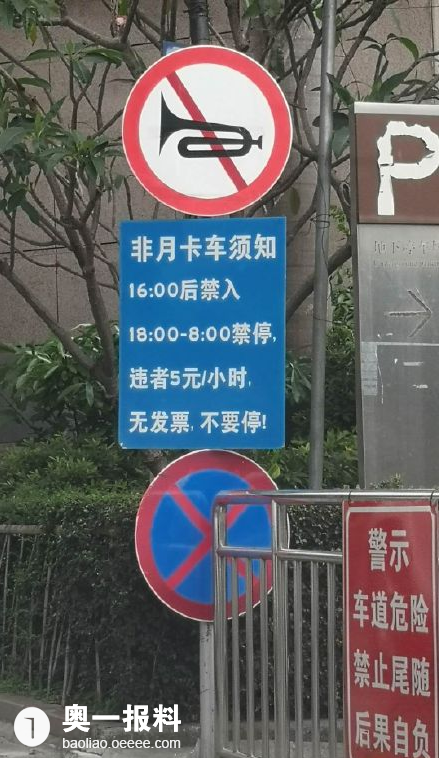 非月卡车须知
16:00后禁入
18:00-8:00禁停,
违者5元/小时,
无发票,不要停!
P
警示
车道危险
禁止尾随
后果自负
奥一报料
baoliao.oeeee.com